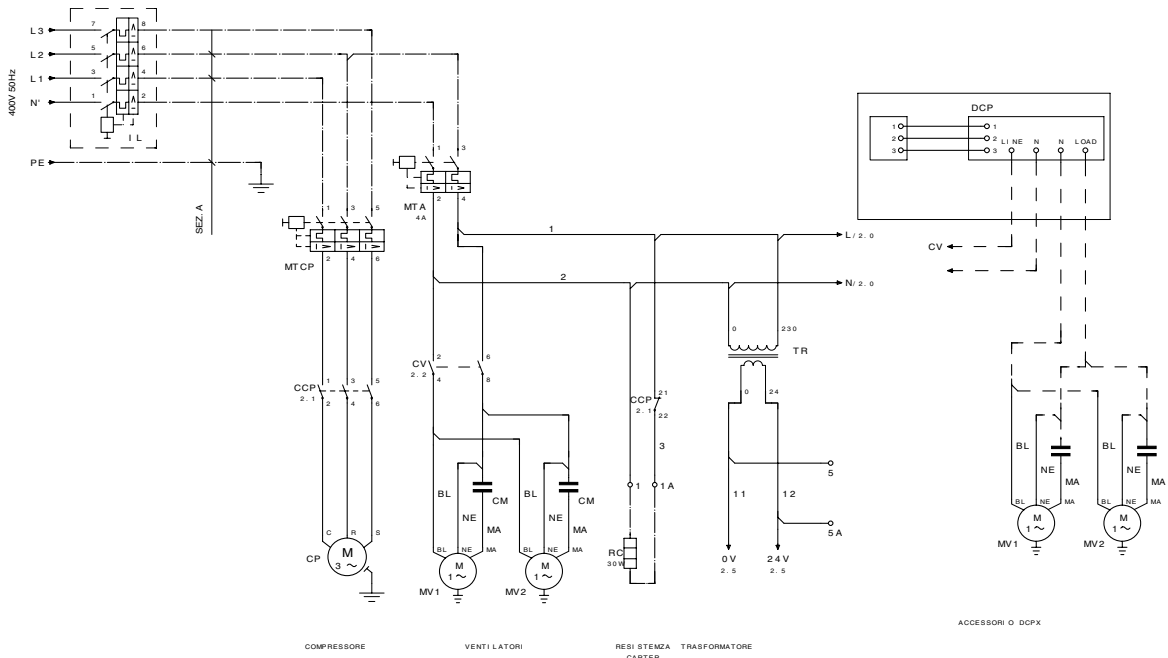 7 8
L3
5 6
L2
3 4
L1
1 2
N'
400V 50Hz
IL
PE
SEZ.A
1 3
MTA
4A
2 4
1 3 5
MTCP
2 4 6
1
L/2.0
2
N/2.0
0 230
TR
0 24
CV
2.2
2 6
4 8
CCP
2.1
1 3 5
2 4 6
CCP
2.1
21
22
3
1 1A
5
5A
11 12
BL NE MA CM
BL NE MA CM
C R S
CP
M
3~
BL NE MA
M
1~
MV1
BL NE MA
M
1~
MV2
RC
30W
0V 24V
2.5 2.5
DCP
1 1
2 2
3 3
LINE N N LOAD
CV
BL NE MA
BL NE MA
BL NE MA
M
1~
MV1
BL NE MA
M
1~
MV2
ACCESSORIO DCPX
COMPRESSORE
VENTILATORI
RESISTENZA
CARTER
TRASFORMATORE